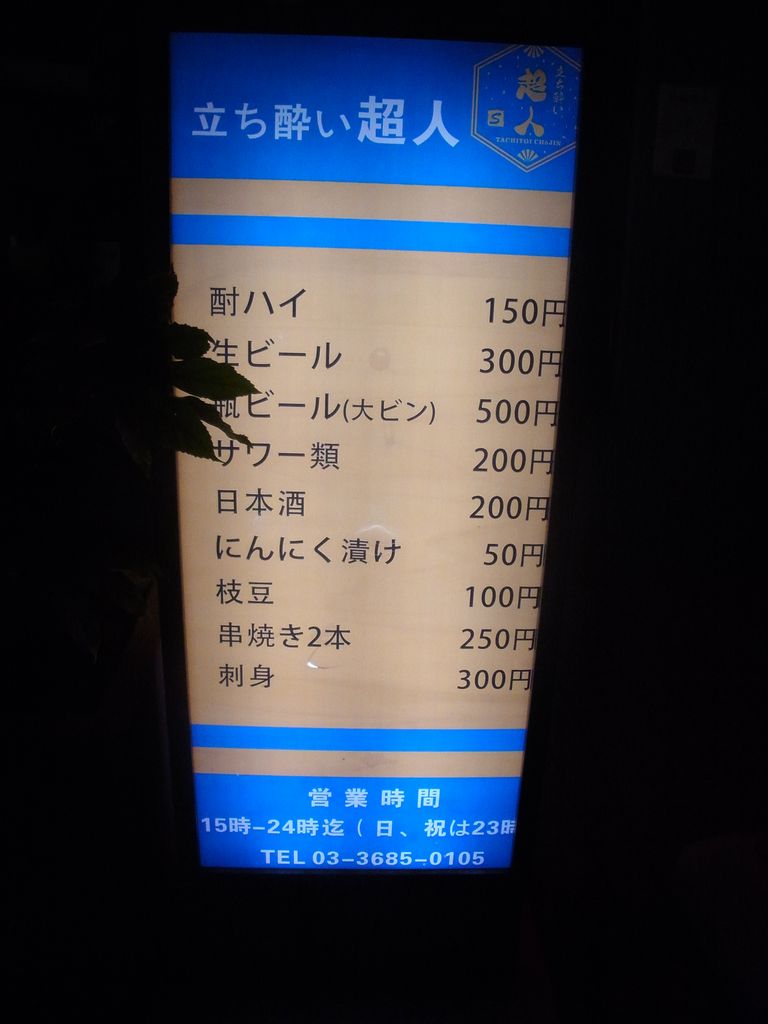 立ち酔い 超人
立ち酔い
超人
S
TACHIYOI CHoJIN
酎ハイ 150円
生ビール 300円
瓶ビール(大ビン) 500円
サワー類 200円
日本酒 200円
にんにく漬け 50円
枝豆 100円
串焼き2本 250円
刺身 300円
営業時間
15時−24時迄 ( 日、祝は23時
TEL 03−3685−0105